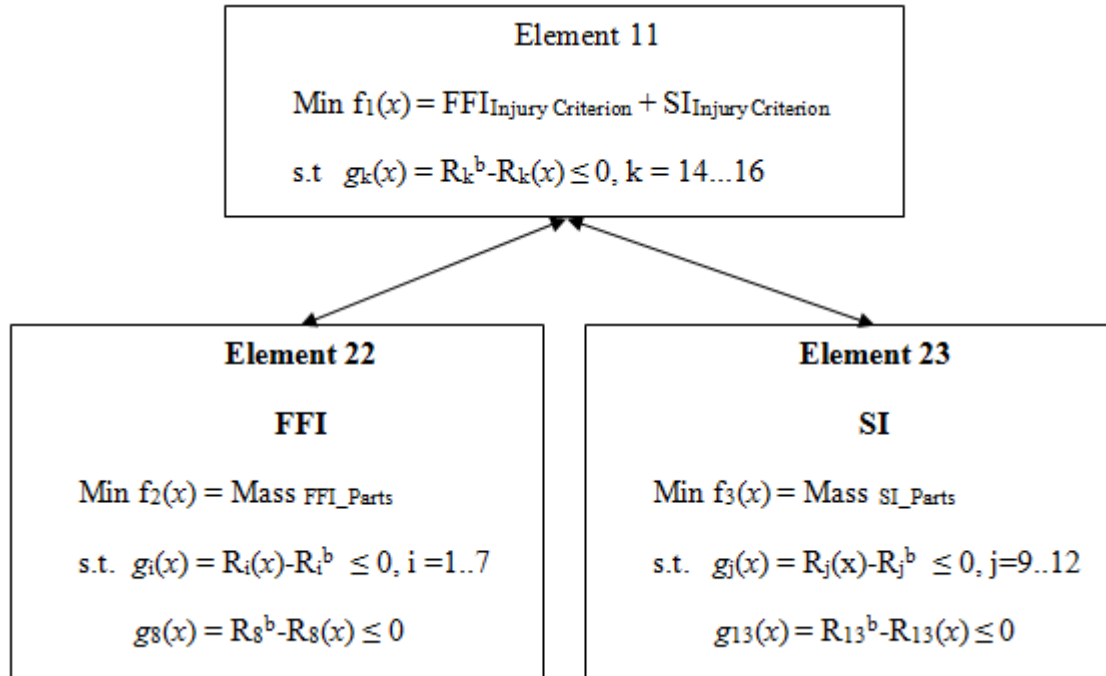 Element 11
Min f₁(x) = FFI_Injury Criterion + SI_Injury Criterion
s.t gₖ(x) = Rₖᵇ-Rₖ(x) ≤ 0, k = 14...16
Element 22
FFI
Min f₂(x) = Mass FFI_Parts
s.t. gᵢ(x) = Rᵢ(x)-Rᵢᵇ ≤ 0, i =1..7
g₈(x) = R₈ᵇ-R₈(x) ≤ 0
Element 23
SI
Min f₃(x) = Mass SI_Parts
s.t. gⱼ(x) = Rⱼ(x)-Rⱼᵇ ≤ 0, j=9..12
g₁₃(x) = R₁₃ᵇ-R₁₃(x) ≤ 0